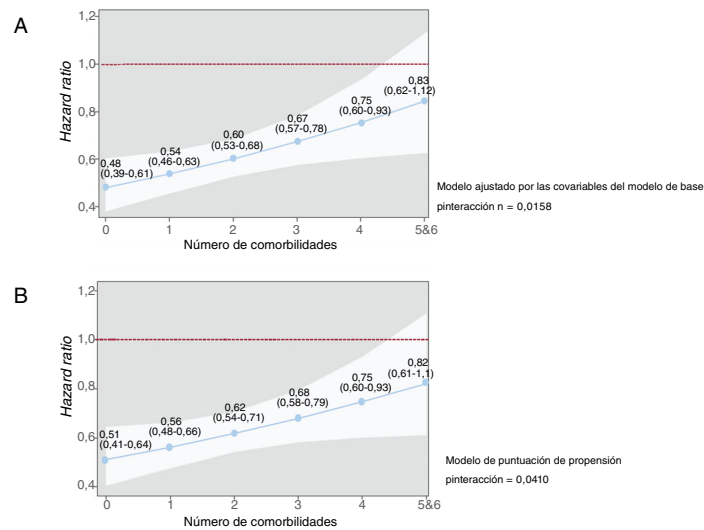 A
1,2
1,0
0,8
0,6
0,4
Hazard ratio
0,48
(0,39-0,61)
0,54
(0,46-0,63)
0,60
(0,53-0,68)
0,67
(0,57-0,78)
0,75
(0,60-0,93)
0,83
(0,62-1,12)
0 1 2 3 4 5&6
Número de comorbilidades
Modelo ajustado por las covariables del modelo de base
pinteracción n = 0,0158
B
1,2
1,0
0,8
0,6
0,4
Hazard ratio
0,51
(0,41-0,64)
0,56
(0,48-0,66)
0,62
(0,54-0,71)
0,68
(0,58-0,79)
0,75
(0,60-0,93)
0,82
(0,61-1,1)
0 1 2 3 4 5&6
Número de comorbilidades
Modelo de puntuación de propensión
pinteracción = 0,0410